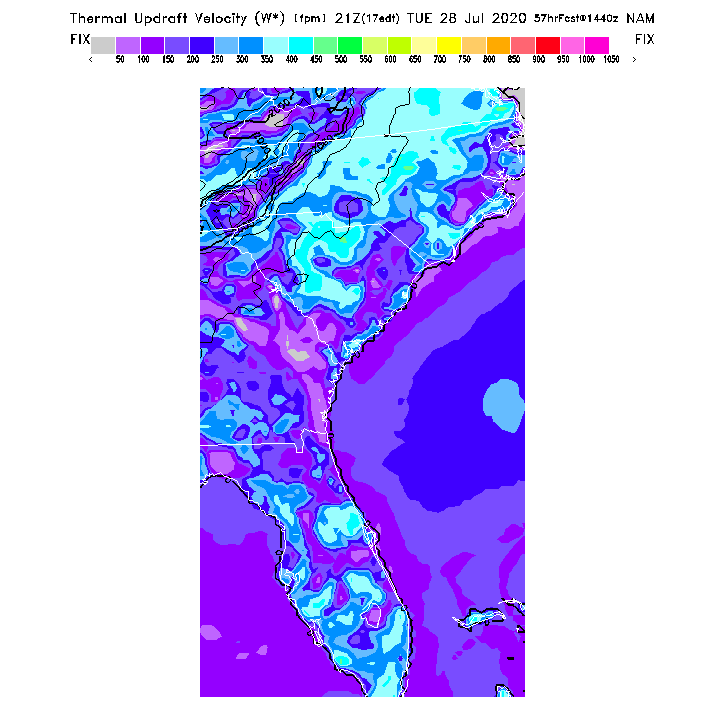 Thermal Updraft Velocity (W*) [fpm] 21Z(17edt) TUE 28 Jul 2020 57hrFcst@1440z NAM
FIX FIX
< 50 100 150 200 250 300 350 400 450 500 550 600 650 700 750 800 850 900 950 1000 1050 >